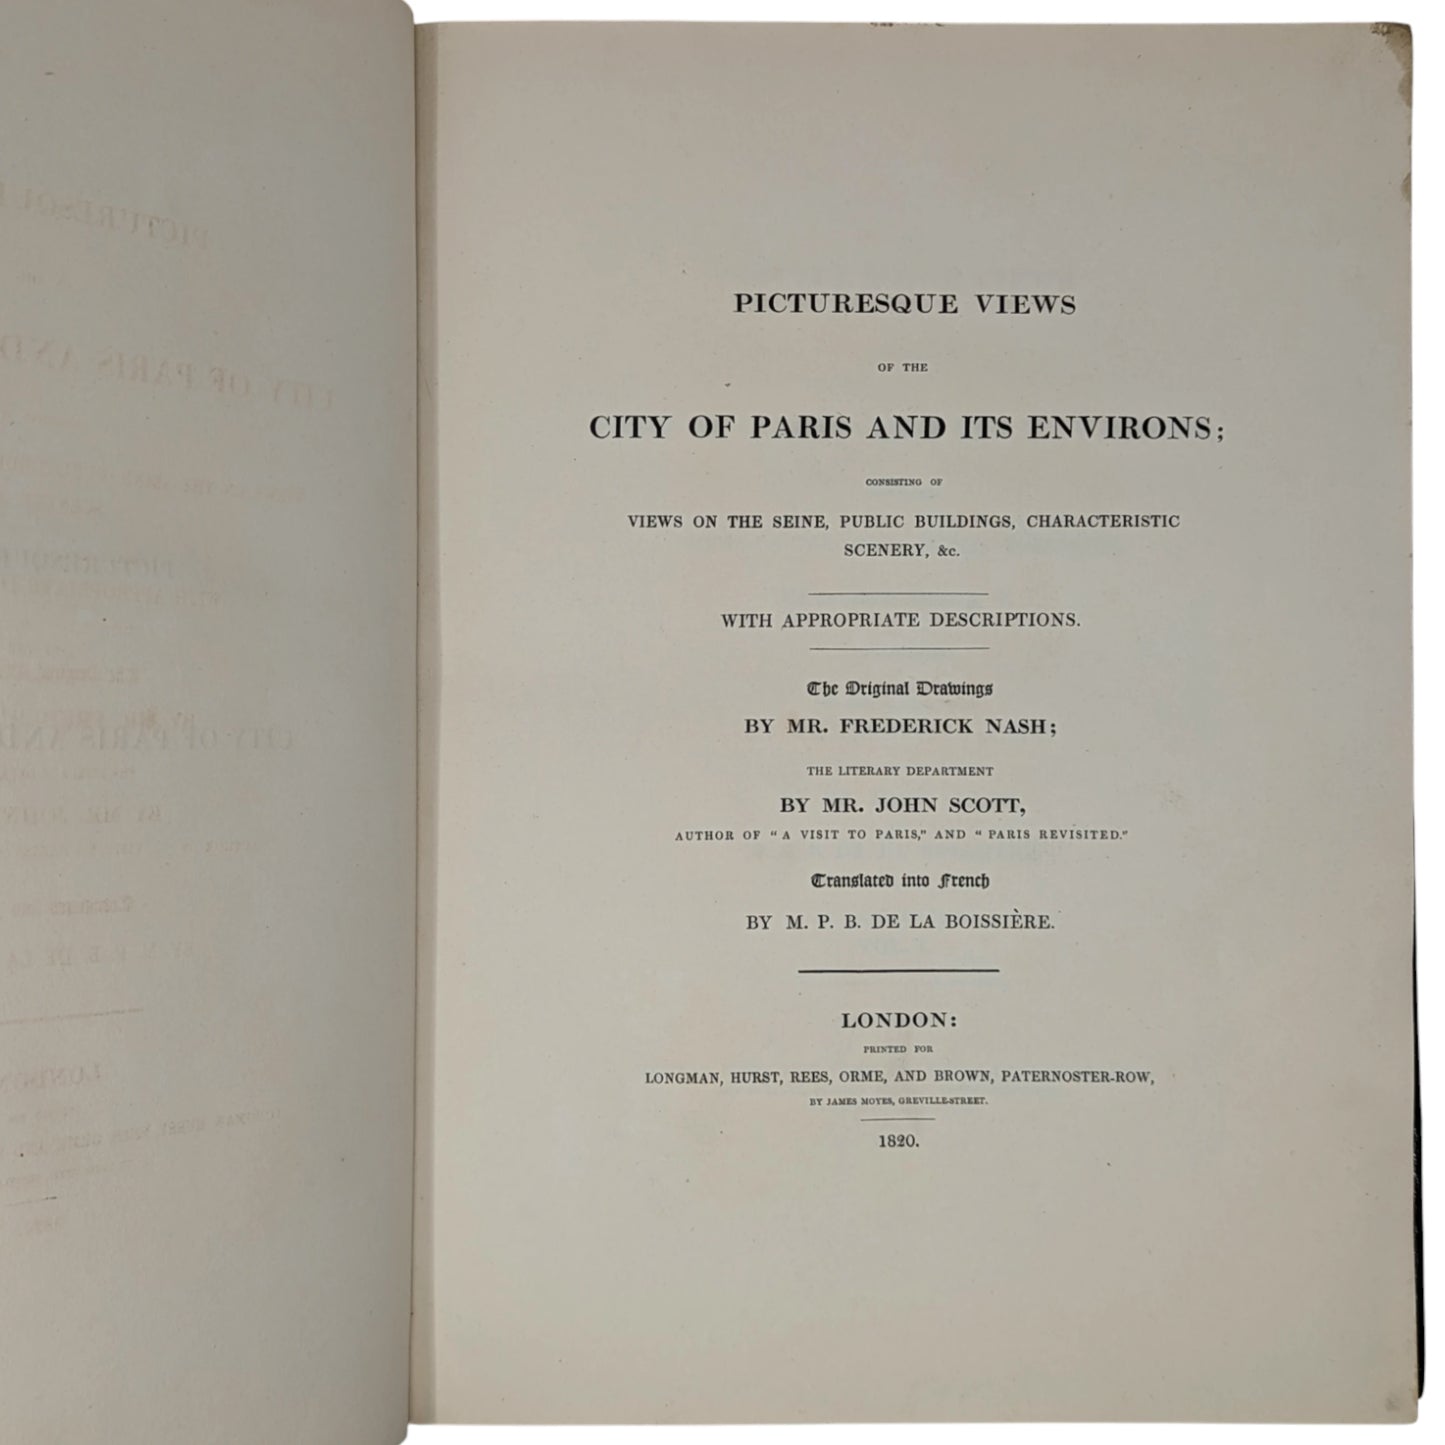 PICTURESQUE VIEWS
OF THE
CITY OF PARIS AND ITS ENVIRONS;
CONSISTING OF
VIEWS ON THE SEINE, PUBLIC BUILDINGS, CHARACTERISTIC
SCENERY, &c.
WITH APPROPRIATE DESCRIPTIONS.
The Original Drawings
BY MR. FREDERICK NASH;
THE LITERARY DEPARTMENT
BY MR. JOHN SCOTT,
AUTHOR OF "A VISIT TO PARIS," AND "PARIS REVISITED."
Translated into French
BY M. P. B. DE LA BOISSIÈRE.
LONDON:
PRINTED FOR
LONGMAN, HURST, REES, ORME, AND BROWN, PATERNOSTER-ROW,
BY JAMES MOYES, GREVILLE-STREET.
1820.